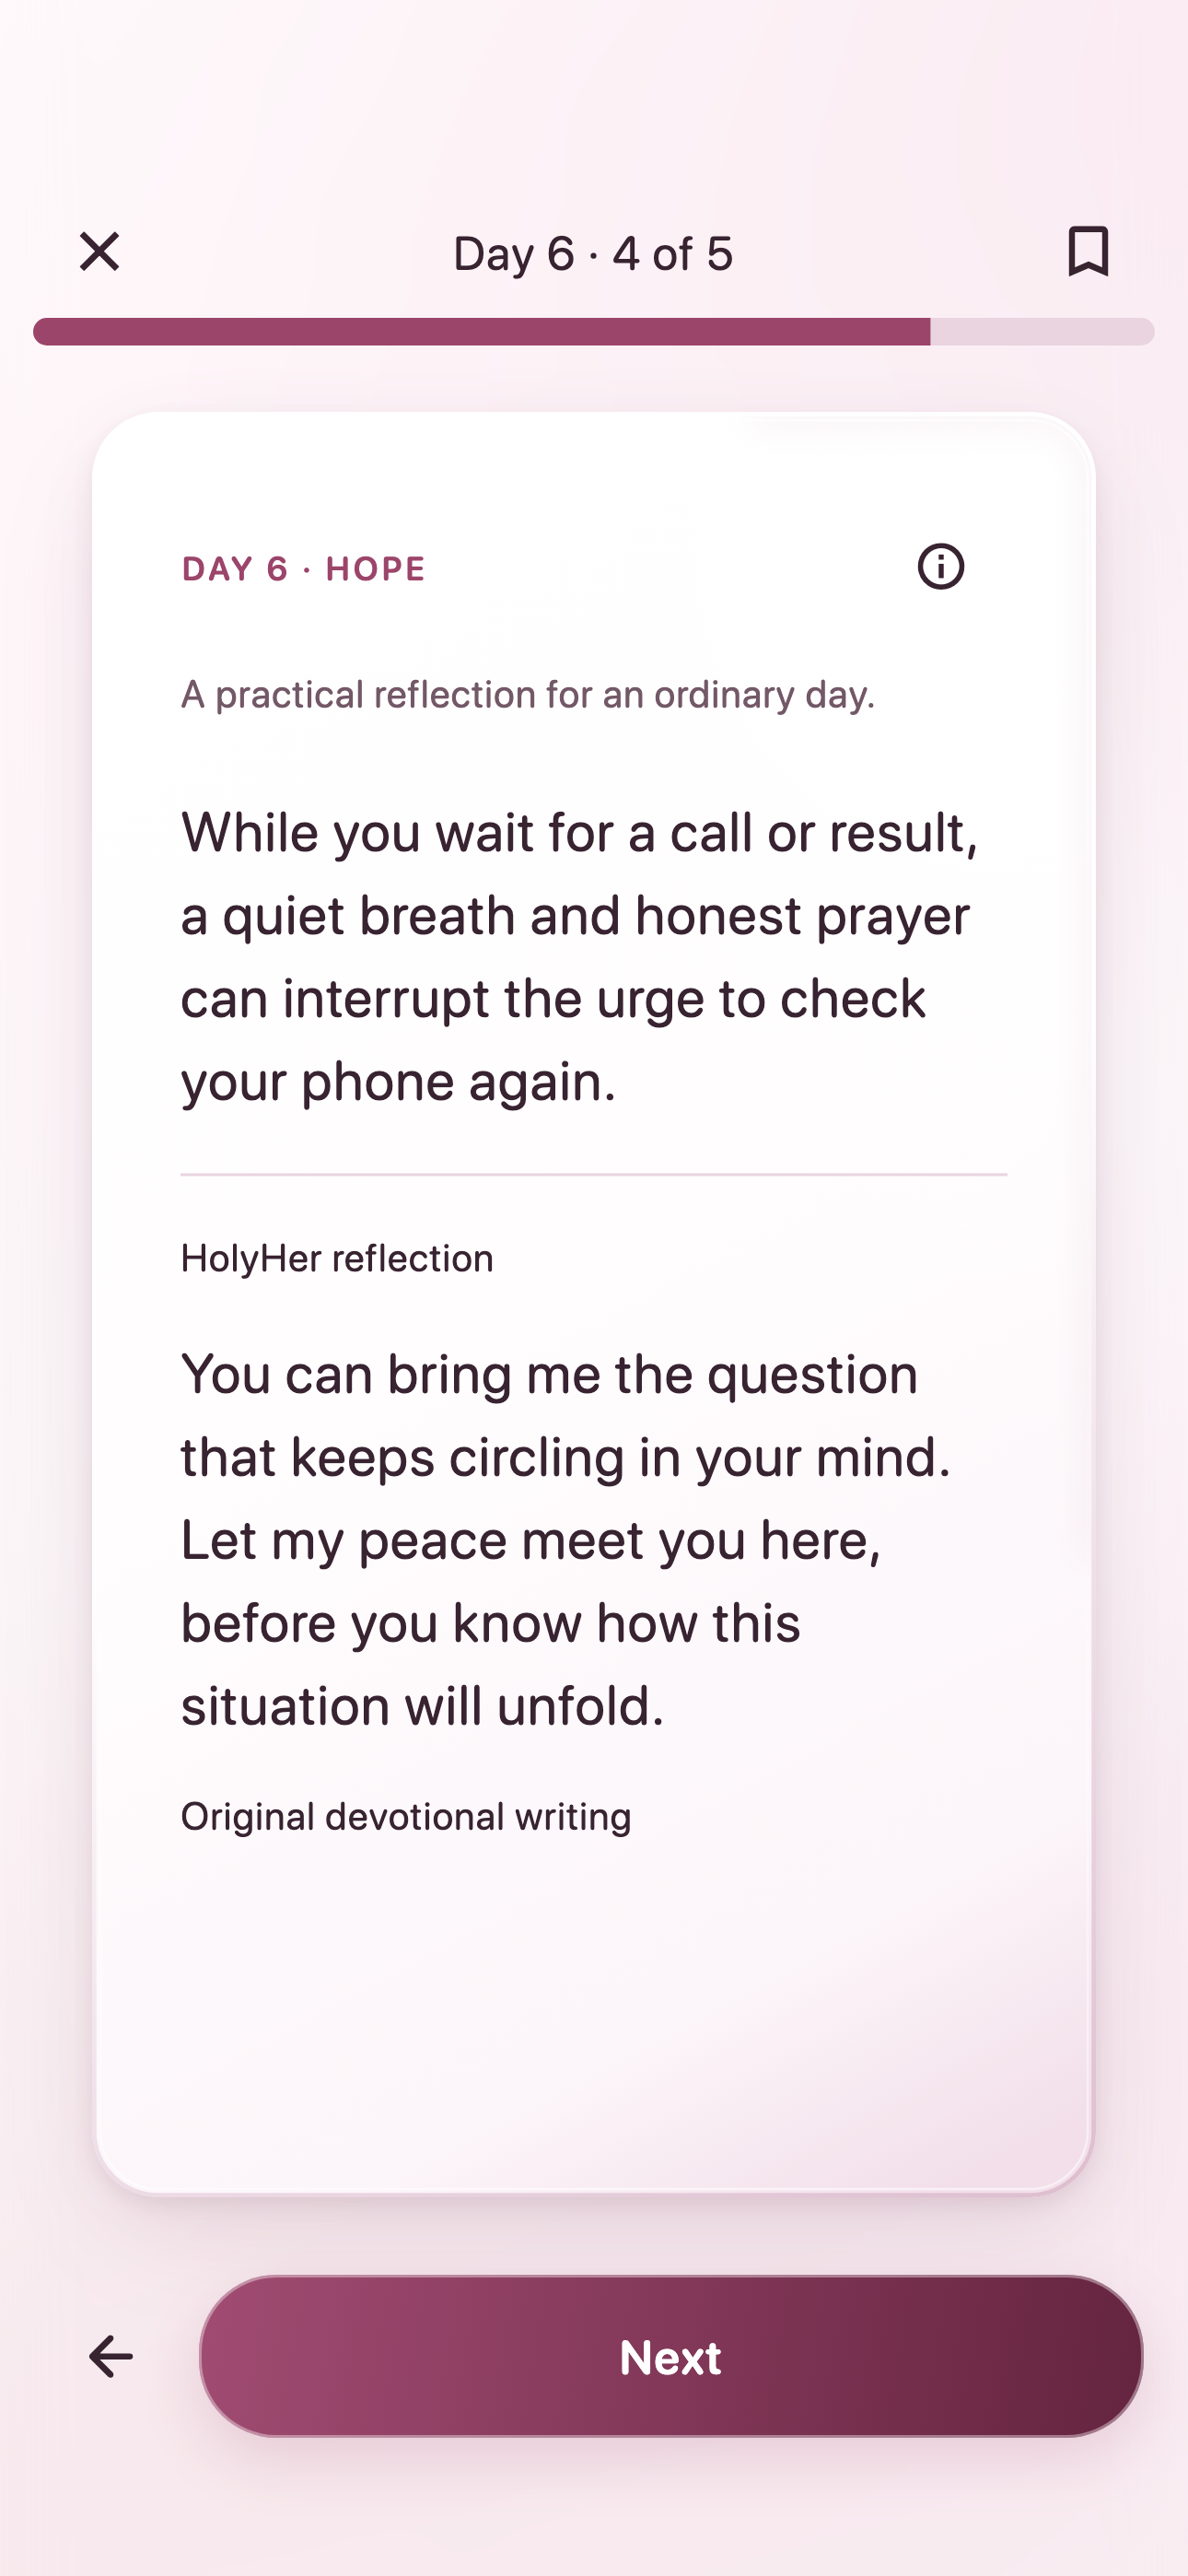 Day 6 · 4 of 5
DAY 6 · HOPE
A practical reflection for an ordinary day.
While you wait for a call or result,
a quiet breath and honest prayer
can interrupt the urge to check
your phone again.
HolyHer reflection
You can bring me the question
that keeps circling in your mind.
Let my peace meet you here,
before you know how this
situation will unfold.
Original devotional writing
Next